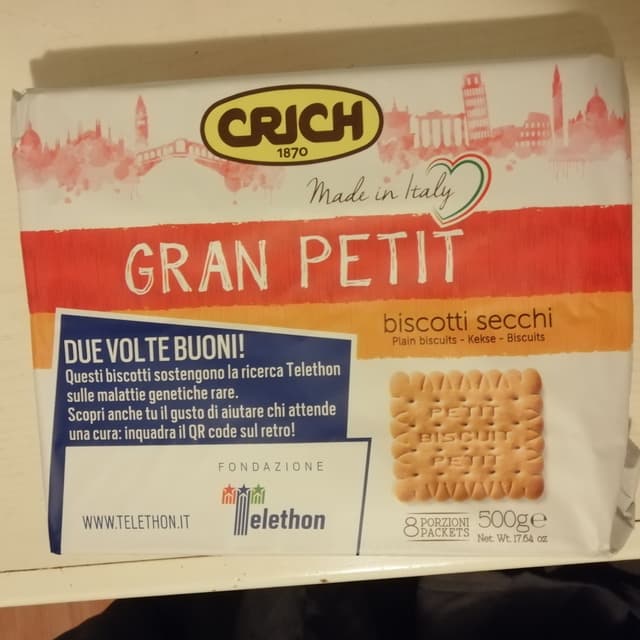 CRICH
1870
Made in Italy
GRAN PETIT
biscotti secchi
Plain biscuits - Kekse - Biscuits
DUE VOLTE BUONI!
Questi biscotti sostengono la ricerca Telethon
sulle malattie genetiche rare.
Scopri anche tu il gusto di aiutare chi attende
una cura: inquadra il QR code sul retro!
FONDAZIONE
Telethon
WWW.TELETHON.IT
PETIT
BISCUIT
PETIT
8 PORZIONI
PACKETS
500g e
Net. Wt. 17.64 oz